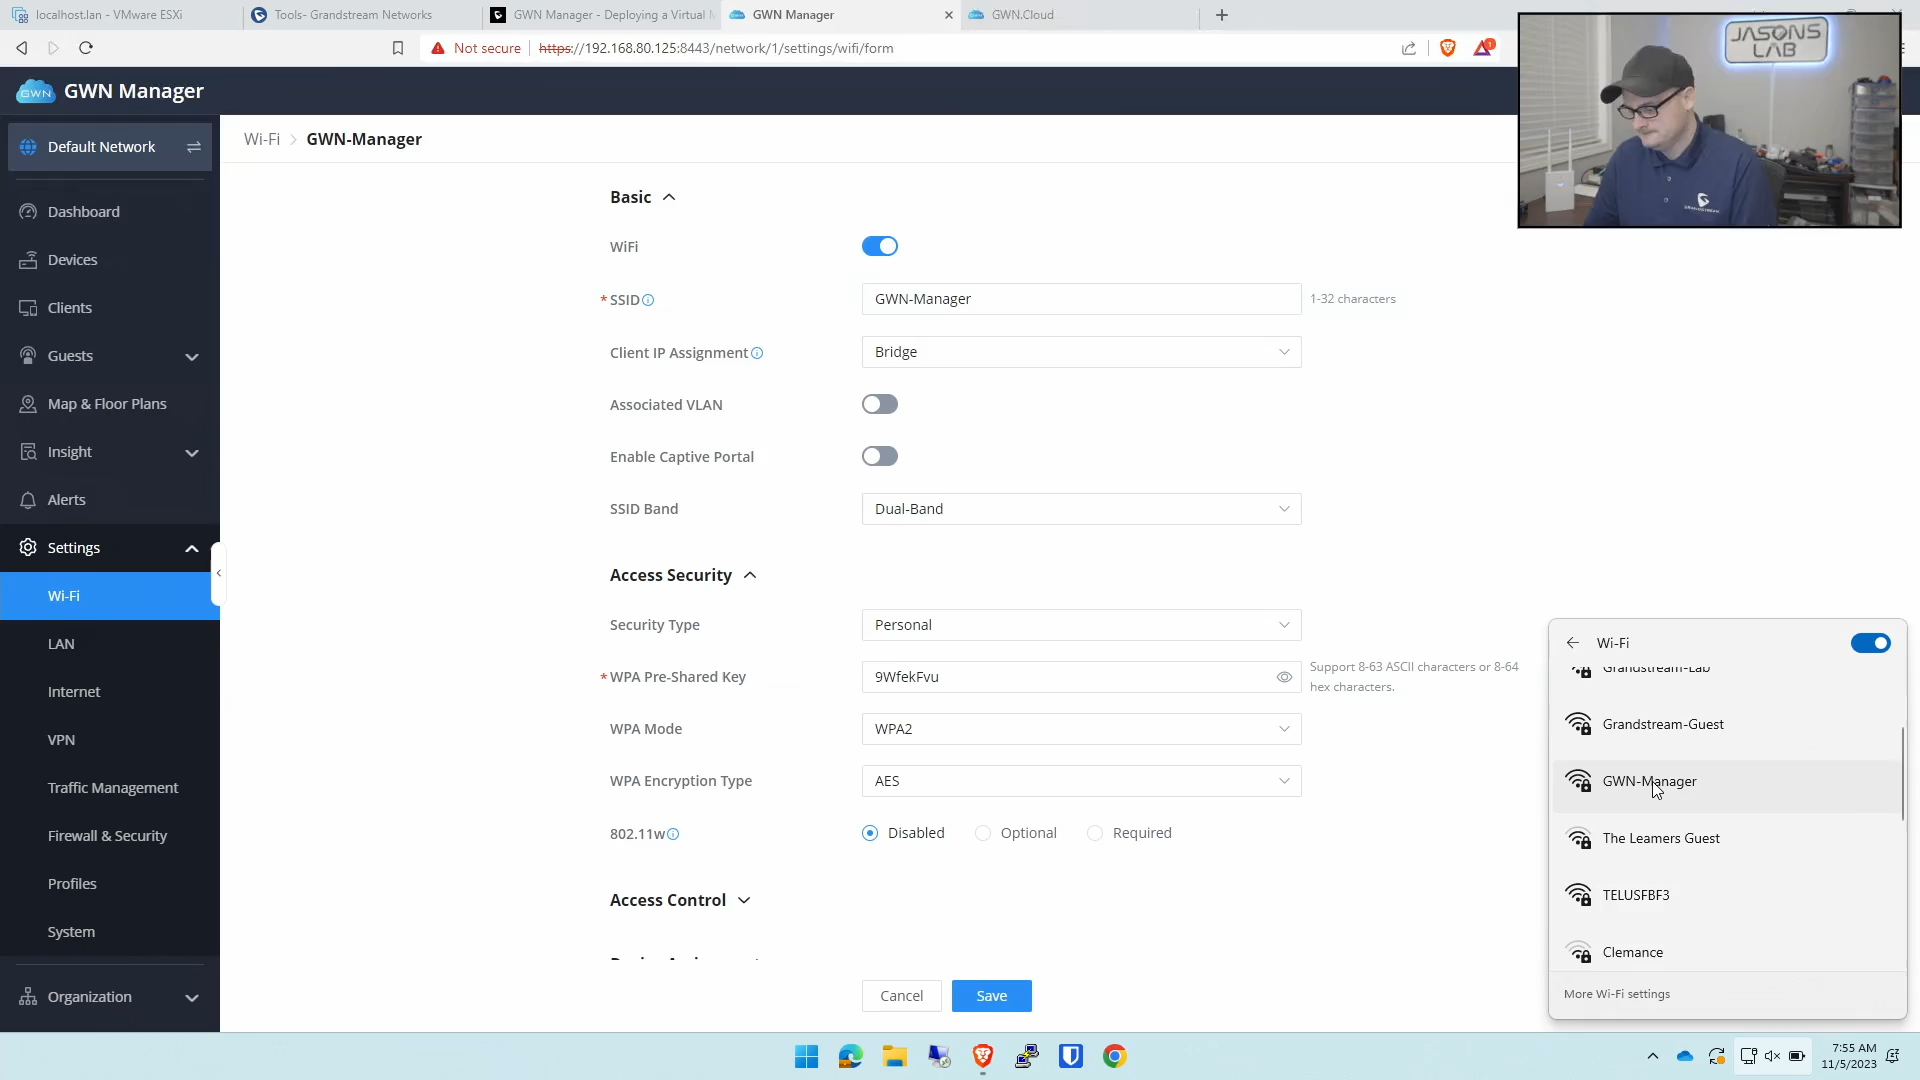 localhost.lan - VMware ESXi
Tools- Grandstream Networks
GWN Manager - Deploying a Virtual
GWN Manager
GWN.Cloud
Not secure
https://192.168.80.125:8443/network/1/settings/wifi/form
1
JASONS
LAB
GRANDSTREAM
GWN
GWN Manager
Default Network
Dashboard
Devices
Clients
Guests
Map & Floor Plans
Insight
Alerts
Settings
Wi-Fi
LAN
Internet
VPN
Traffic Management
Firewall & Security
Profiles
System
Organization
Wi-Fi > GWN-Manager
Basic
WiFi
* SSID
GWN-Manager
1-32 characters
Client IP Assignment
Bridge
Associated VLAN
Enable Captive Portal
SSID Band
Dual-Band
Access Security
Security Type
Personal
* WPA Pre-Shared Key
9WfekFvu
Support 8-63 ASCII characters or 8-64
hex characters.
WPA Mode
WPA2
WPA Encryption Type
AES
802.11w
Disabled
Optional
Required
Access Control
Cancel
Save
Wi-Fi
Grandstream-Lab
Grandstream-Guest
GWN-Manager
The Leamers Guest
TELUSFBF3
Clemance
More Wi-Fi settings
7:55 AM
11/5/2023